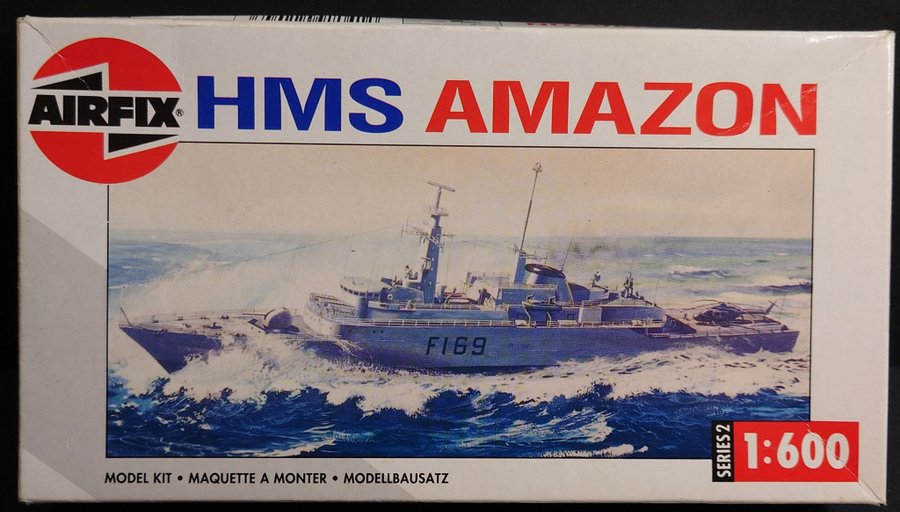 AIRFIX®
HMS AMAZON
F169
SERIES 2
1:600
MODEL KIT • MAQUETTE A MONTER • MODELLBAUSATZ